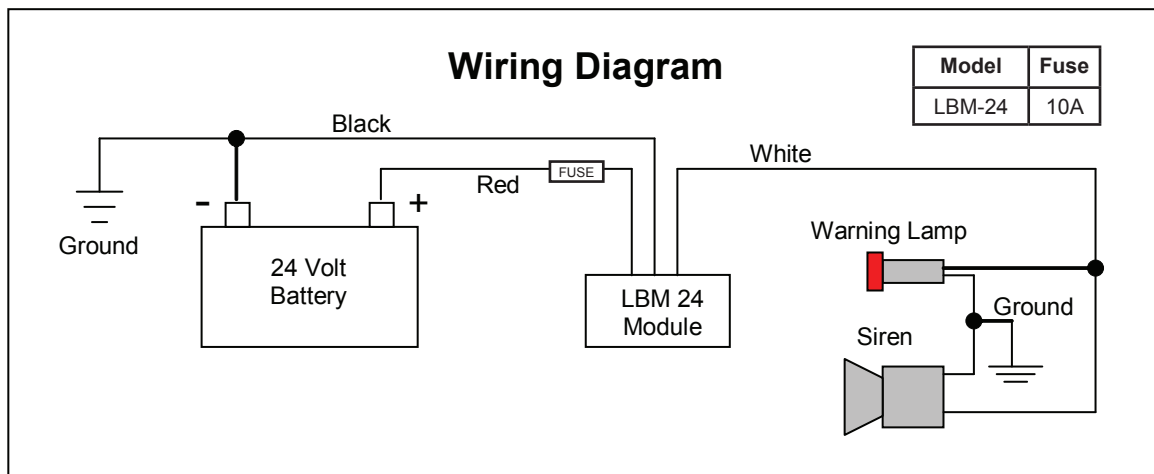 Wiring Diagram
Model Fuse
LBM-24 10A
Black
White
Red
FUSE
- +
Ground
24 Volt
Battery
LBM 24
Module
Warning Lamp
Ground
Siren